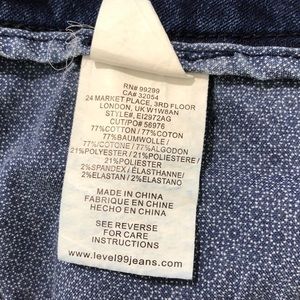 RN# 99299
CA# 32054
24 MARKET PLACE, 3RD FLOOR
LONDON, UK W1W8AN
STYLE#, EI2972AG
CUT/PO# 56976
77%COTTON / 77%COTON
77%BAUMWOLLE /
77%COTONE / 77%ALGODON
21%POLYESTER / 21%POLIESTERE /
21%POLIESTER
2%SPANDEX / ÉLASTHANNE/
2%ELASTAN / 2%ELASTANO
MADE IN CHINA
FABRIQUE EN CHINE
HECHO EN CHINA
SEE REVERSE
FOR CARE
INSTRUCTIONS
www.level99jeans.com